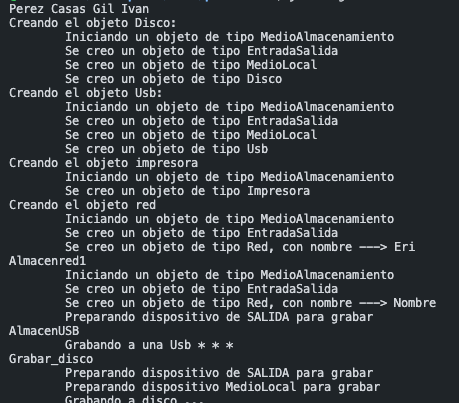 Perez Casas Gil Ivan
Creando el objeto Disco:
Iniciando un objeto de tipo MedioAlmacenamiento
Se creo un objeto de tipo EntradaSalida
Se creo un objeto de tipo MedioLocal
Se creo un objeto de tipo Disco
Creando el objeto Usb:
Iniciando un objeto de tipo MedioAlmacenamiento
Se creo un objeto de tipo EntradaSalida
Se creo un objeto de tipo MedioLocal
Se creo un objeto de tipo Usb
Creando el objeto impresora
Iniciando un objeto de tipo MedioAlmacenamiento
Se creo un objeto de tipo Impresora
Creando el objeto red
Iniciando un objeto de tipo MedioAlmacenamiento
Se creo un objeto de tipo EntradaSalida
Se creo un objeto de tipo Red, con nombre ---> Eri
Almacenred1
Iniciando un objeto de tipo MedioAlmacenamiento
Se creo un objeto de tipo EntradaSalida
Se creo un objeto de tipo Red, con nombre ---> Nombre
Preparando dispositivo de SALIDA para grabar
AlmacenUSB
Grabando a una Usb * * *
Grabar_disco
Preparando dispositivo de SALIDA para grabar
Preparando dispositivo MedioLocal para grabar
Grabando a disco ...